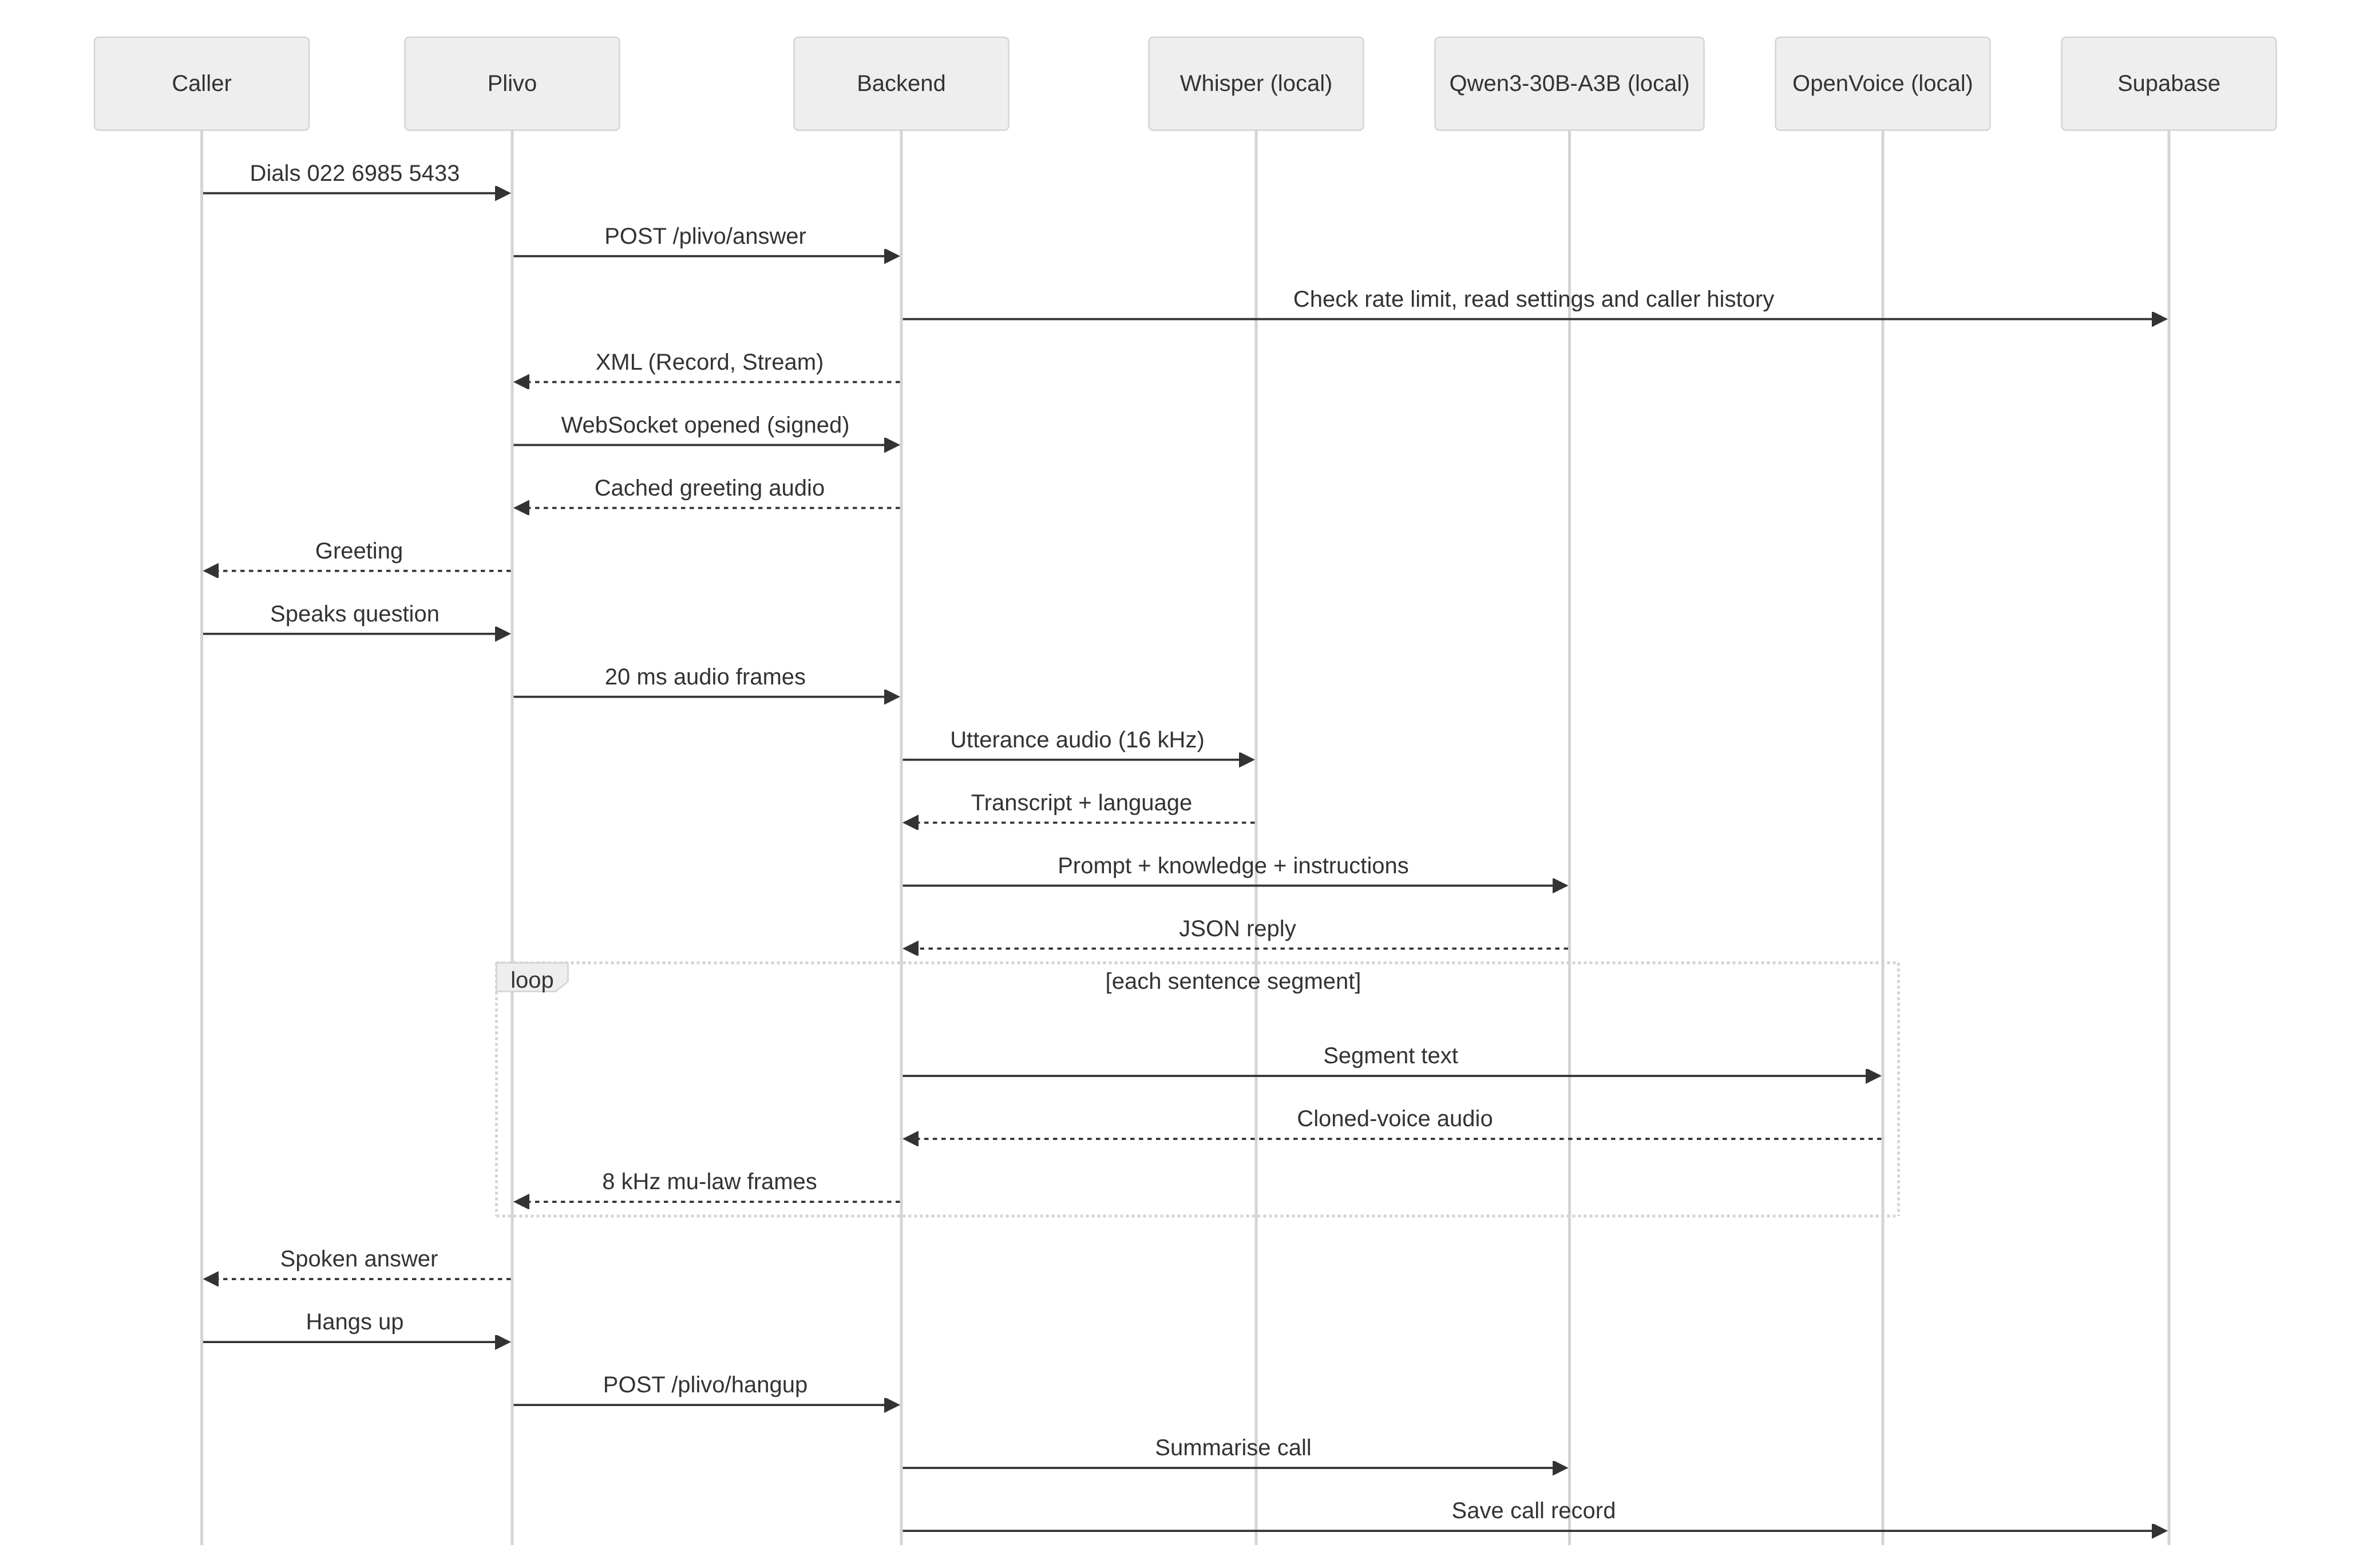 Caller
Plivo
Backend
Whisper (local)
Qwen3-30B-A3B (local)
OpenVoice (local)
Supabase
Dials 022 6985 5433
POST /plivo/answer
Check rate limit, read settings and caller history
XML (Record, Stream)
WebSocket opened (signed)
Cached greeting audio
Greeting
Speaks question
20 ms audio frames
Utterance audio (16 kHz)
Transcript + language
Prompt + knowledge + instructions
JSON reply
loop
[each sentence segment]
Segment text
Cloned-voice audio
8 kHz mu-law frames
Spoken answer
Hangs up
POST /plivo/hangup
Summarise call
Save call record